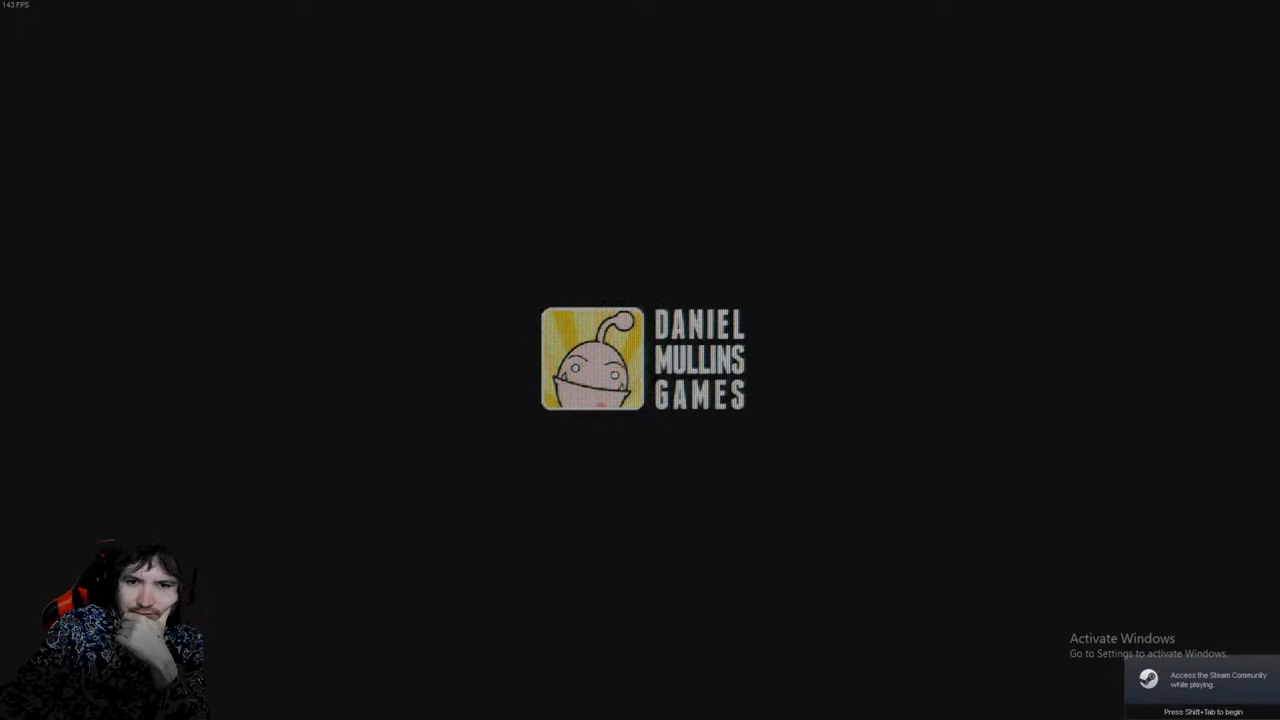 143 FPS
DANIEL
MULLINS
GAMES
Activate Windows
Go to Settings to activate Windows.
Access the Steam Community
while playing.
Press Shift+Tab to begin